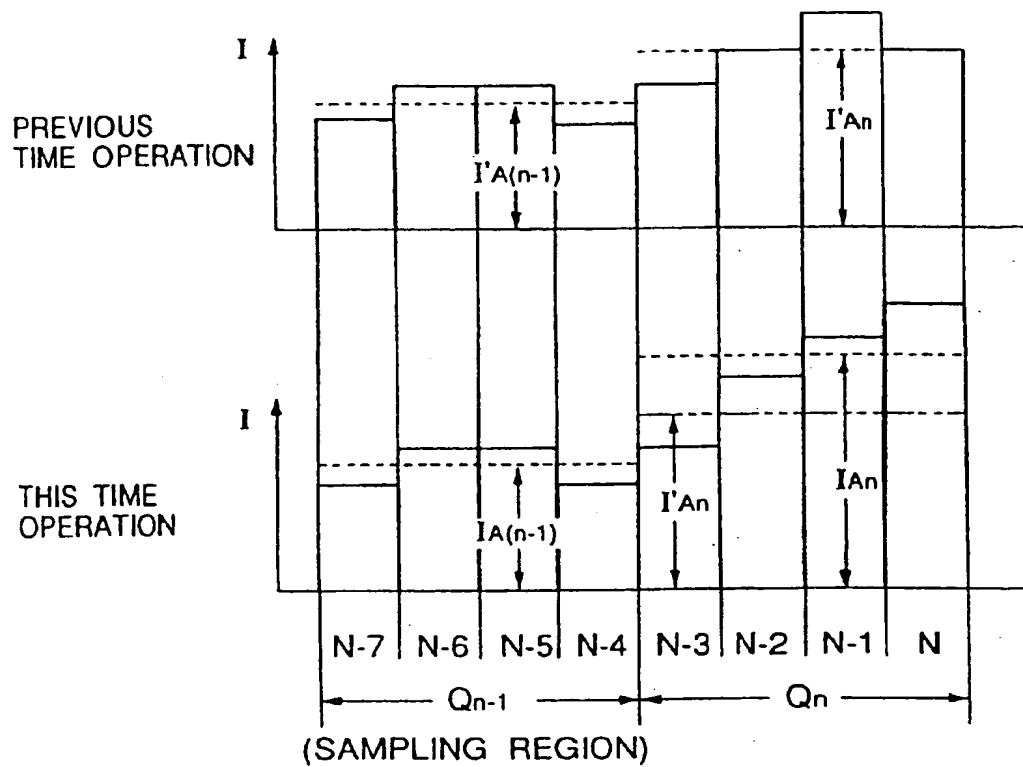 I
PREVIOUS
TIME OPERATION
I'A(n-1)
I'An
I
THIS TIME
OPERATION
IA(n-1)
I'An
IAn
N-7 N-6 N-5 N-4 N-3 N-2 N-1 N
Qn-1 Qn
(SAMPLING REGION)